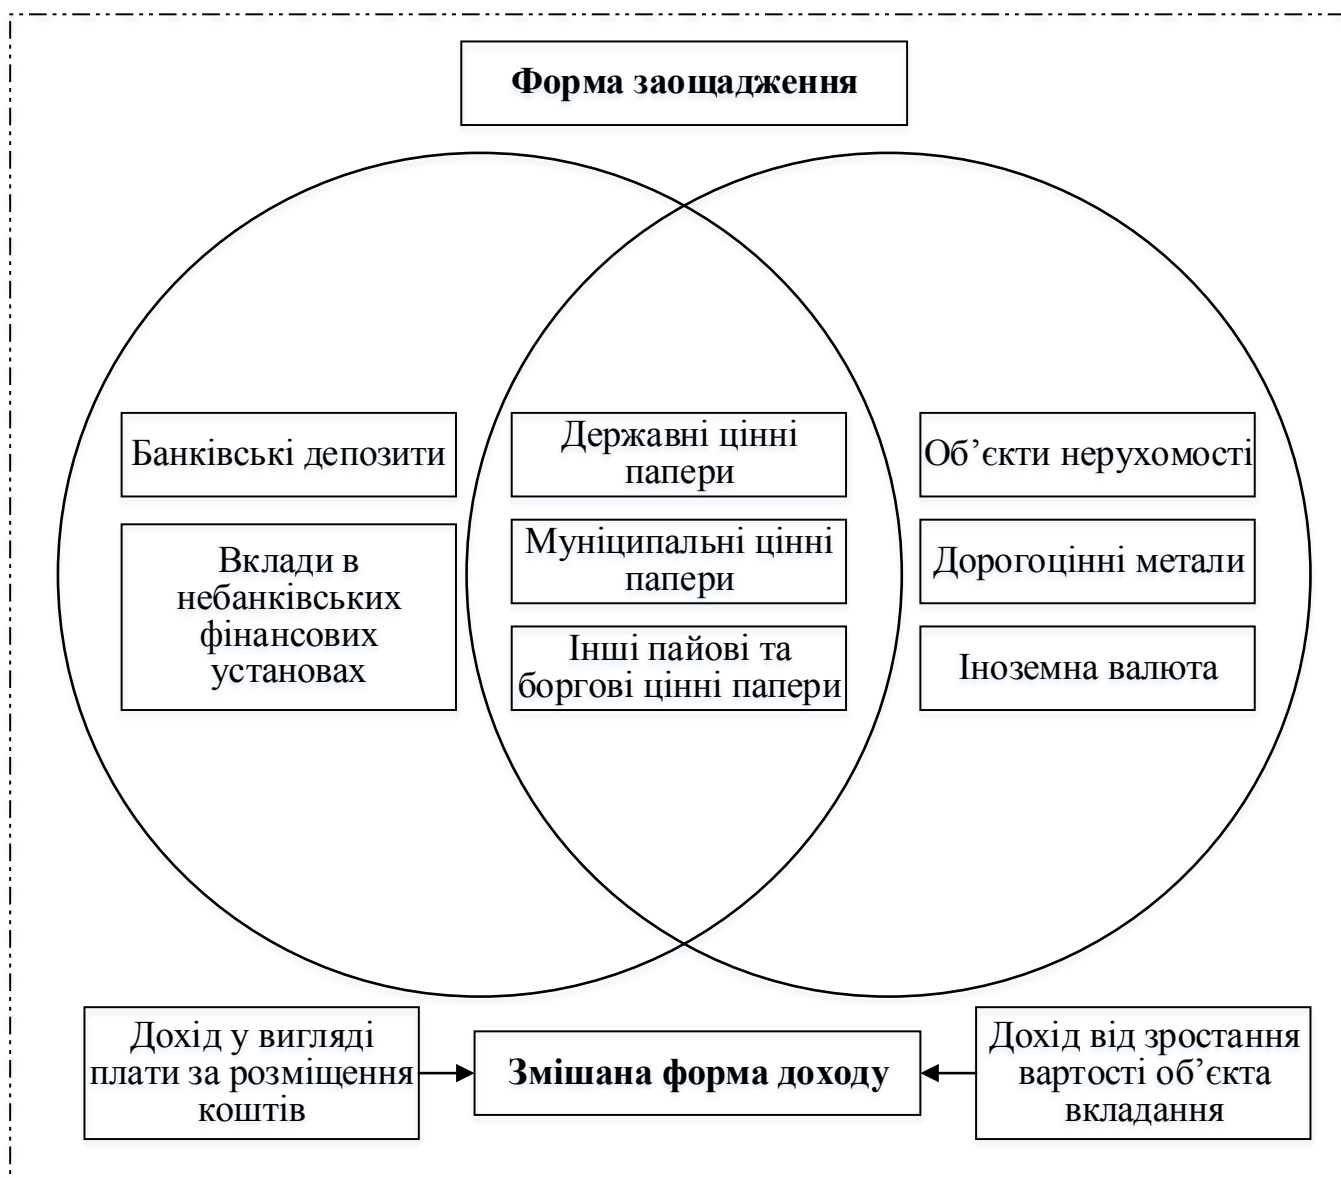 Форма заощадження
Банківські депозити
Вклади в
небанківських
фінансових
установах
Державні цінні
папери
Муніципальні цінні
папери
Інші пайові та
боргові цінні папери
Об’єкти нерухомості
Дорогоцінні метали
Іноземна валюта
Дохід у вигляді
плати за розміщення
коштів
Змішана форма доходу
Дохід від зростання
вартості об’єкта
вкладання